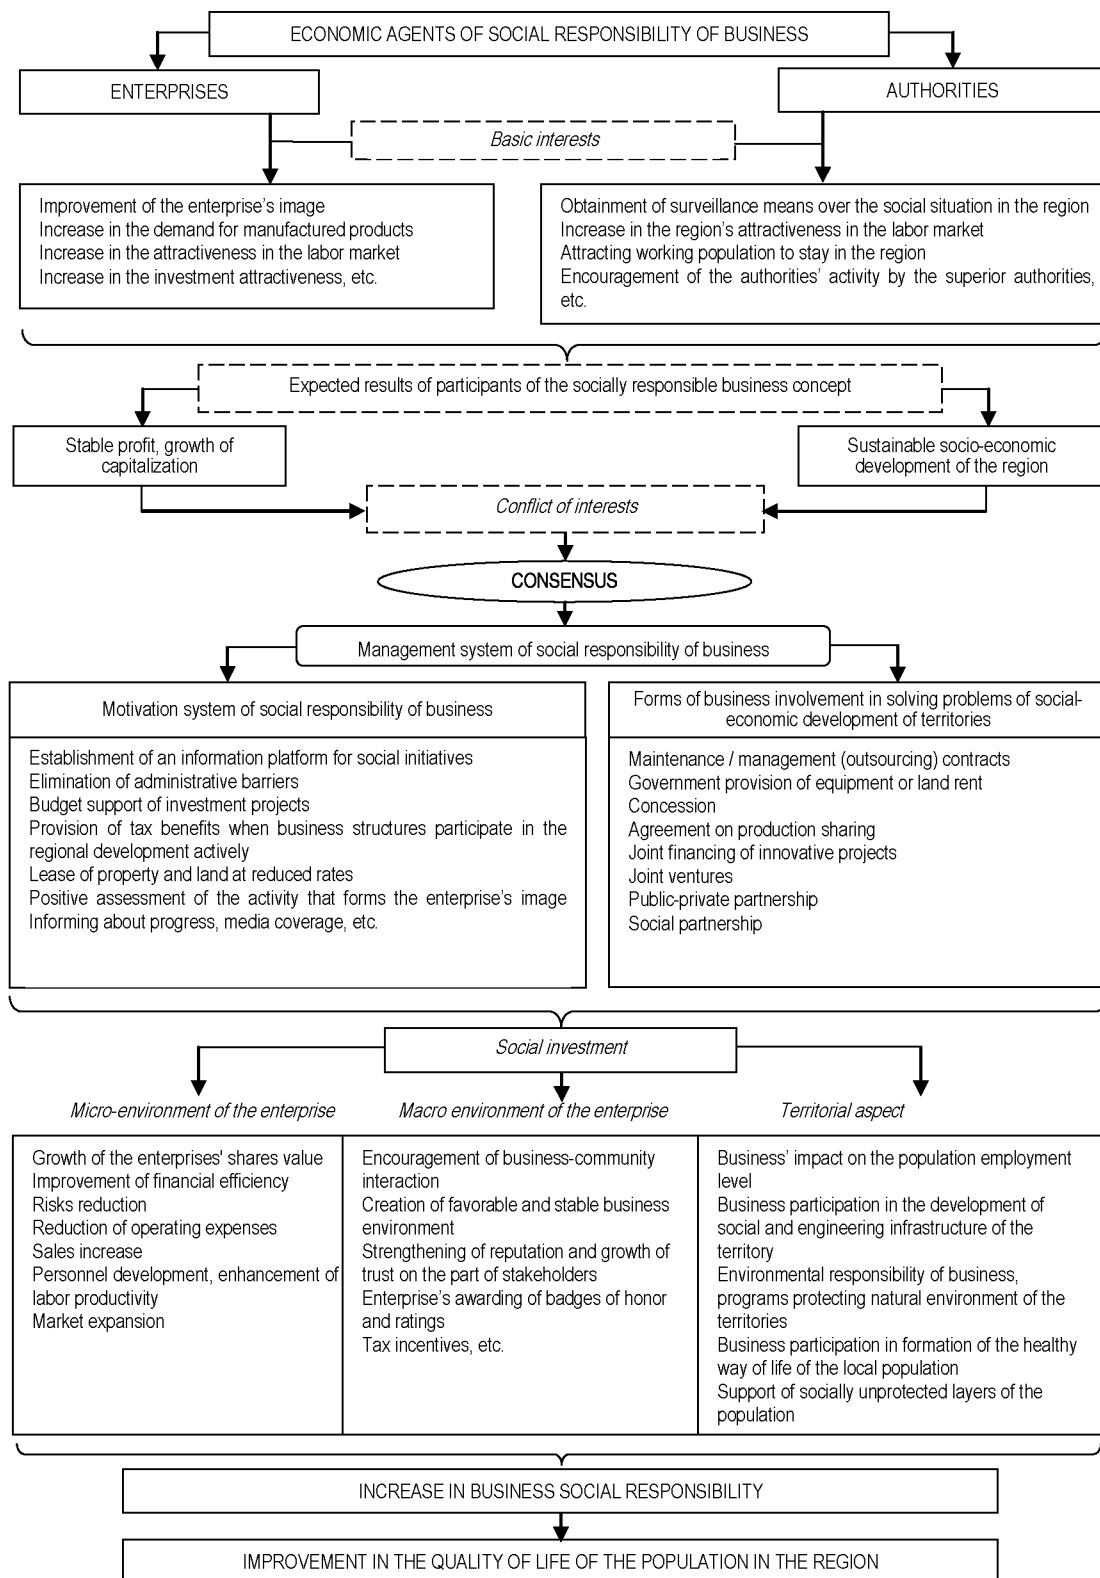 ECONOMIC AGENTS OF SOCIAL RESPONSIBILITY OF BUSINESS
ENTERPRISES
AUTHORITIES
Basic interests
Improvement of the enterprise's image
Increase in the demand for manufactured products
Increase in the attractiveness in the labor market
Increase in the investment attractiveness, etc.
Obtainment of surveillance means over the social situation in the region
Increase in the region's attractiveness in the labor market
Attracting working population to stay in the region
Encouragement of the authorities' activity by the superior authorities,
etc.
Expected results of participants of the socially responsible business concept
Stable profit, growth of
capitalization
Sustainable socio-economic
development of the region
Conflict of interests
CONSENSUS
Management system of social responsibility of business
Motivation system of social responsibility of business
Establishment of an information platform for social initiatives
Elimination of administrative barriers
Budget support of investment projects
Provision of tax benefits when business structures participate in the
regional development actively
Lease of property and land at reduced rates
Positive assessment of the activity that forms the enterprise's image
Informing about progress, media coverage, etc.
Forms of business involvement in solving problems of social-
economic development of territories
Maintenance / management (outsourcing) contracts
Government provision of equipment or land rent
Concession
Agreement on production sharing
Joint financing of innovative projects
Joint ventures
Public-private partnership
Social partnership
Social investment
Micro-environment of the enterprise
Macro environment of the enterprise
Territorial aspect
Growth of the enterprises' shares value
Improvement of financial efficiency
Risks reduction
Reduction of operating expenses
Sales increase
Personnel development, enhancement of
labor productivity
Market expansion
Encouragement of business-community
interaction
Creation of favorable and stable business
environment
Strengthening of reputation and growth of
trust on the part of stakeholders
Enterprise's awarding of badges of honor
and ratings
Tax incentives, etc.
Business' impact on the population employment
level
Business participation in the development of
social and engineering infrastructure of the
territory
Environmental responsibility of business,
programs protecting natural environment of the
territories
Business participation in formation of the healthy
way of life of the local population
Support of socially unprotected layers of the
population
INCREASE IN BUSINESS SOCIAL RESPONSIBILITY
IMPROVEMENT IN THE QUALITY OF LIFE OF THE POPULATION IN THE REGION